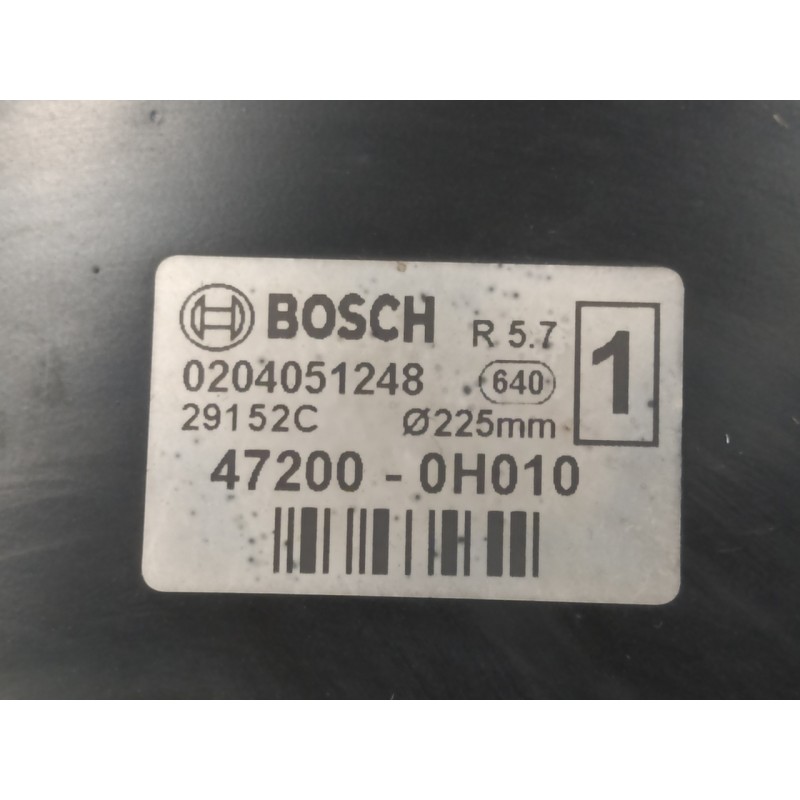 BOSCH R 5.7 1
0204051248 640
29152C Ø225mm
47200 - 0H010